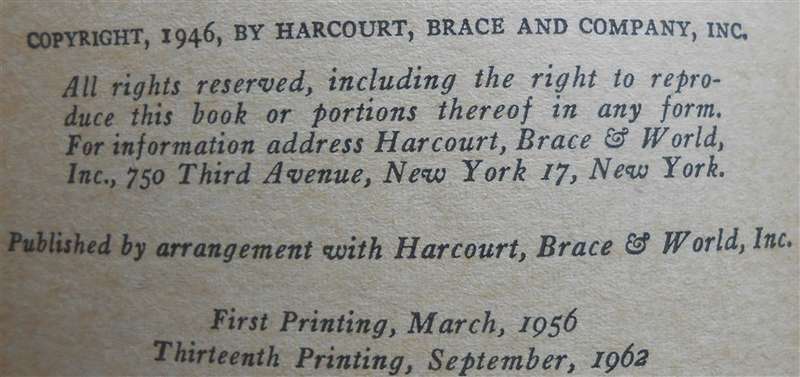 COPYRIGHT, 1946, BY HARCOURT, BRACE AND COMPANY, INC.
All rights reserved, including the right to repro-
duce this book or portions thereof in any form.
For information address Harcourt, Brace & World,
Inc., 750 Third Avenue, New York 17, New York.
Published by arrangement with Harcourt, Brace & World, Inc.
First Printing, March, 1956
Thirteenth Printing, September, 1962